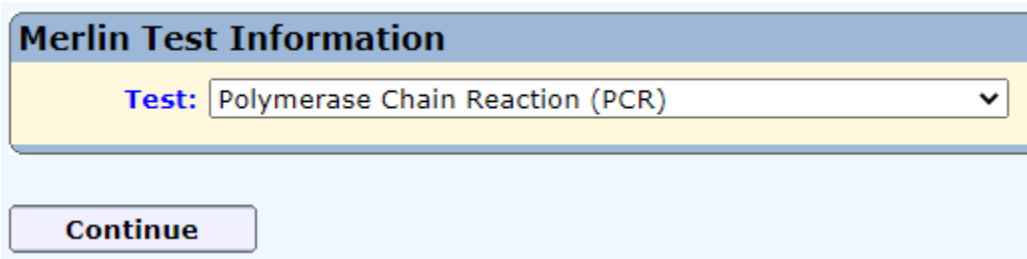 Merlin Test Information
Test: Polymerase Chain Reaction (PCR)
Continue